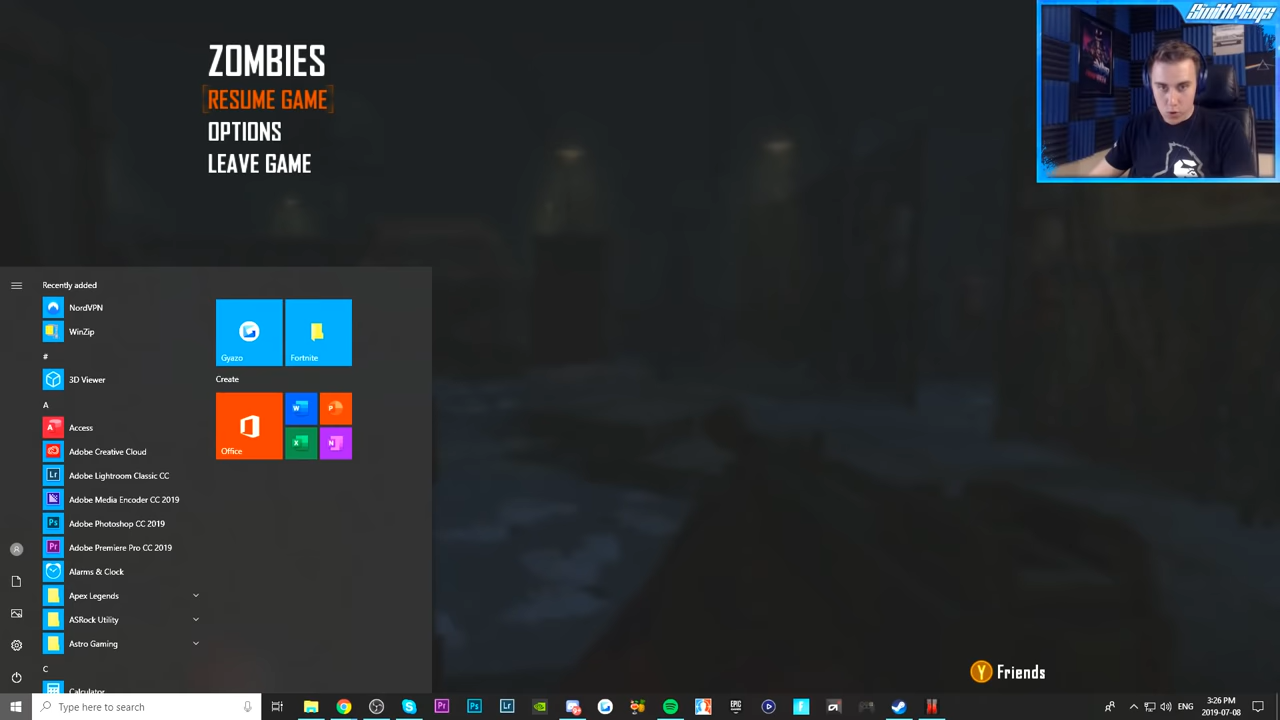 SmithPlays
ZOMBIES
RESUME GAME
OPTIONS
LEAVE GAME
Recently added
NordVPN
WinZip
#
3D Viewer
A
Access
Adobe Creative Cloud
Adobe Lightroom Classic CC
Adobe Media Encoder CC 2019
Adobe Photoshop CC 2019
Adobe Premiere Pro CC 2019
Alarms & Clock
Apex Legends
ASRock Utility
Astro Gaming
C
Calculator
Gyazo
Fortnite
Create
Office
Y Friends
Type here to search
3:26 PM
ENG
2019-07-08